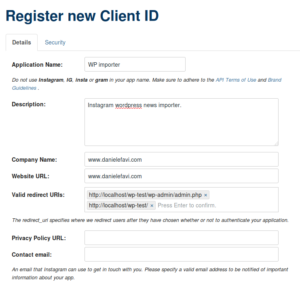 Register new Client ID
Details
Security
Application Name:
WP importer
Do not use Instagram, IG, insta or gram in your app name. Make sure to adhere to the API Terms of Use and Brand
Guidelines .
Description:
Instagram wordpress news importer.
Company Name:
www.danielefavi.com
Website URL:
www.danielefavi.com
Valid redirect URIs:
http://localhost/wp-test/wp-admin/admin.php ×
http://localhost/wp-test/ × Press Enter to confirm.
The redirect_uri specifies where we redirect users after they have chosen whether or not to authenticate your application.
Privacy Policy URL:
Contact email:
An email that Instagram can use to get in touch with you. Please specify a valid email address to be notified of important
information about your app.